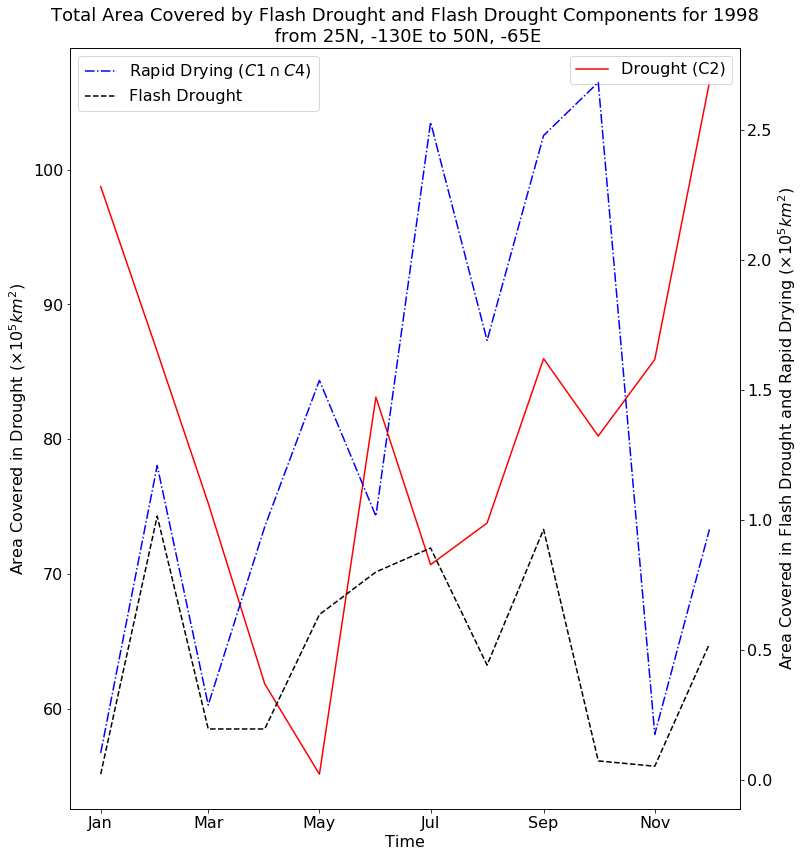 Total Area Covered by Flash Drought and Flash Drought Components for 1998
from 25N, -130E to 50N, -65E
Rapid Drying (C1 ∩ C4)
Flash Drought
Drought (C2)
Area Covered in Drought (×10⁵km²)
100
90
80
70
60
Area Covered in Flash Drought and Rapid Drying (×10⁵km²)
2.5
2.0
1.5
1.0
0.5
0.0
Jan Mar May Jul Sep Nov
Time